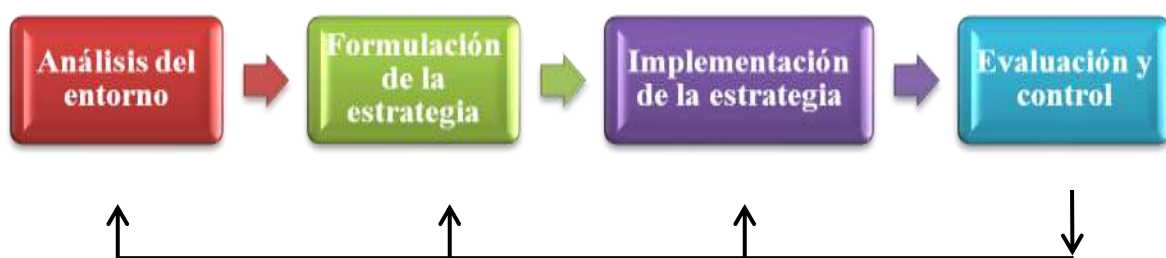 Análisis del
entorno
Formulación
de la
estrategia
Implementación
de la estrategia
Evaluación y
control